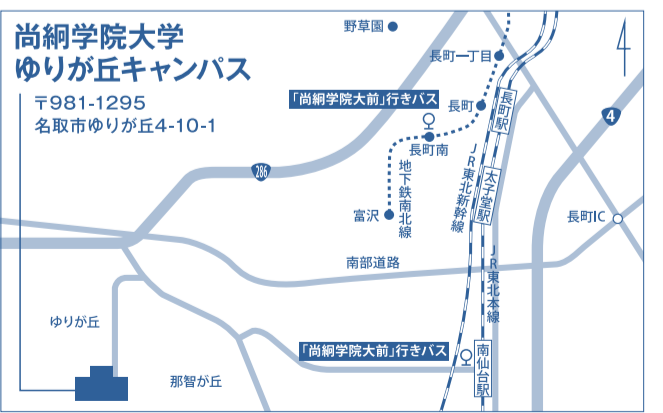 尚絅学院大学
ゆりが丘キャンパス
〒981-1295
名取市ゆりが丘4-10-1
野草園
長町一丁目
「尚絅学院大前」行きバス
長町
長町駅
4
長町南
286
地下鉄南北線
JR東北新幹線
太子堂駅
富沢
長町IC
南部道路
JR東北本線
ゆりが丘
「尚絅学院大前」行きバス
南仙台駅
那智が丘